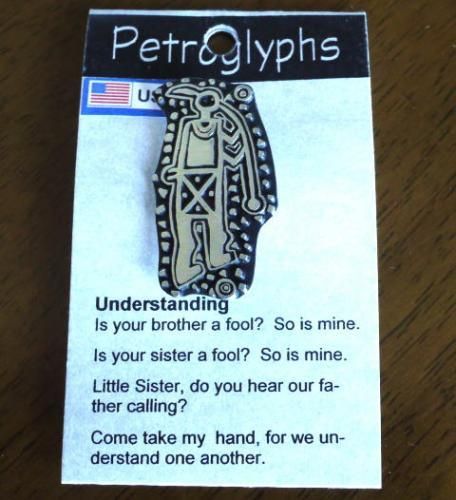 Petroglyphs
US
Understanding
Is your brother a fool?  So is mine.
Is your sister a fool?  So is mine.
Little Sister, do you hear our fa-
ther calling?
Come take my  hand, for we un-
derstand one another.